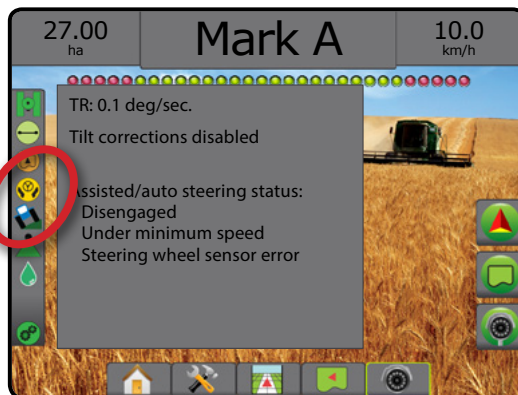 27.00
ha
Mark A
10.0
km/h
TR: 0.1 deg/sec.
Tilt corrections disabled
Assisted/auto steering status:
Disengaged
Under minimum speed
Steering wheel sensor error